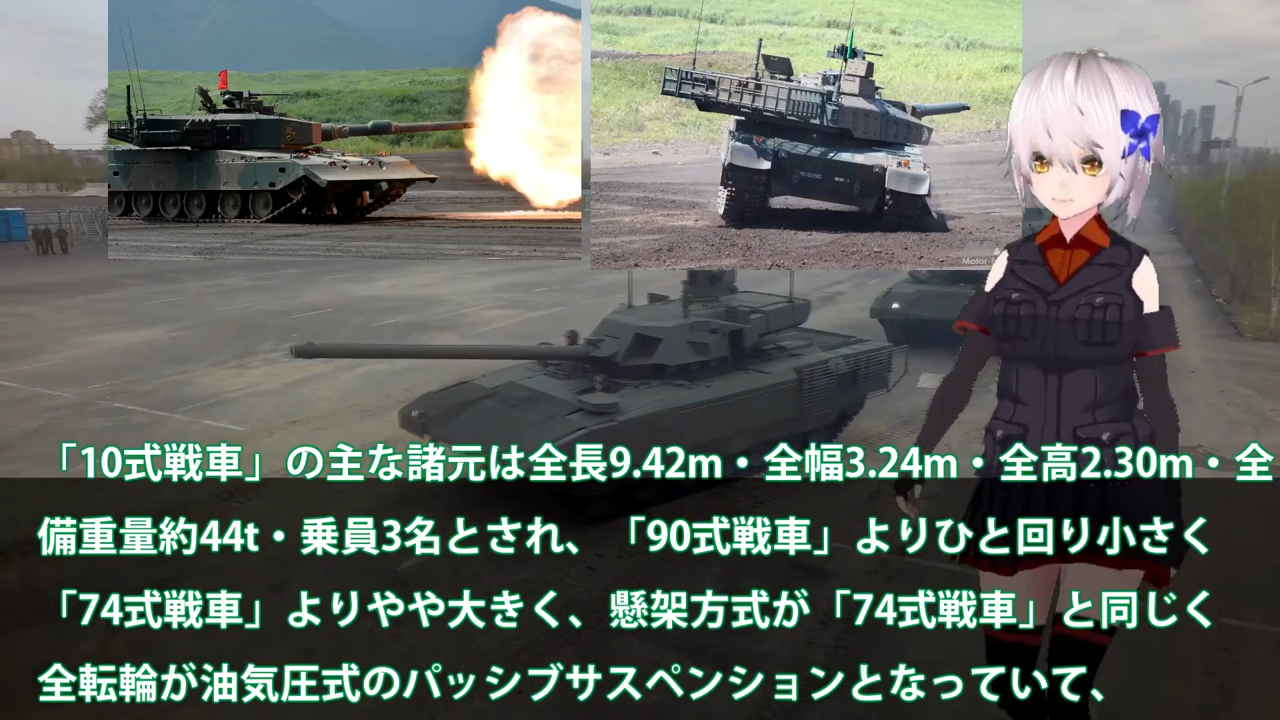 Motor-F
「10式戦車」の主な諸元は全長9.42m・全幅3.24m・全高2.30m・全
備重量約44t・乗員3名とされ、「90式戦車」よりひと回り小さく
「74式戦車」よりやや大きく、懸架方式が「74式戦車」と同じく
全転輪が油気圧式のパッシブサスペンションとなっていて、